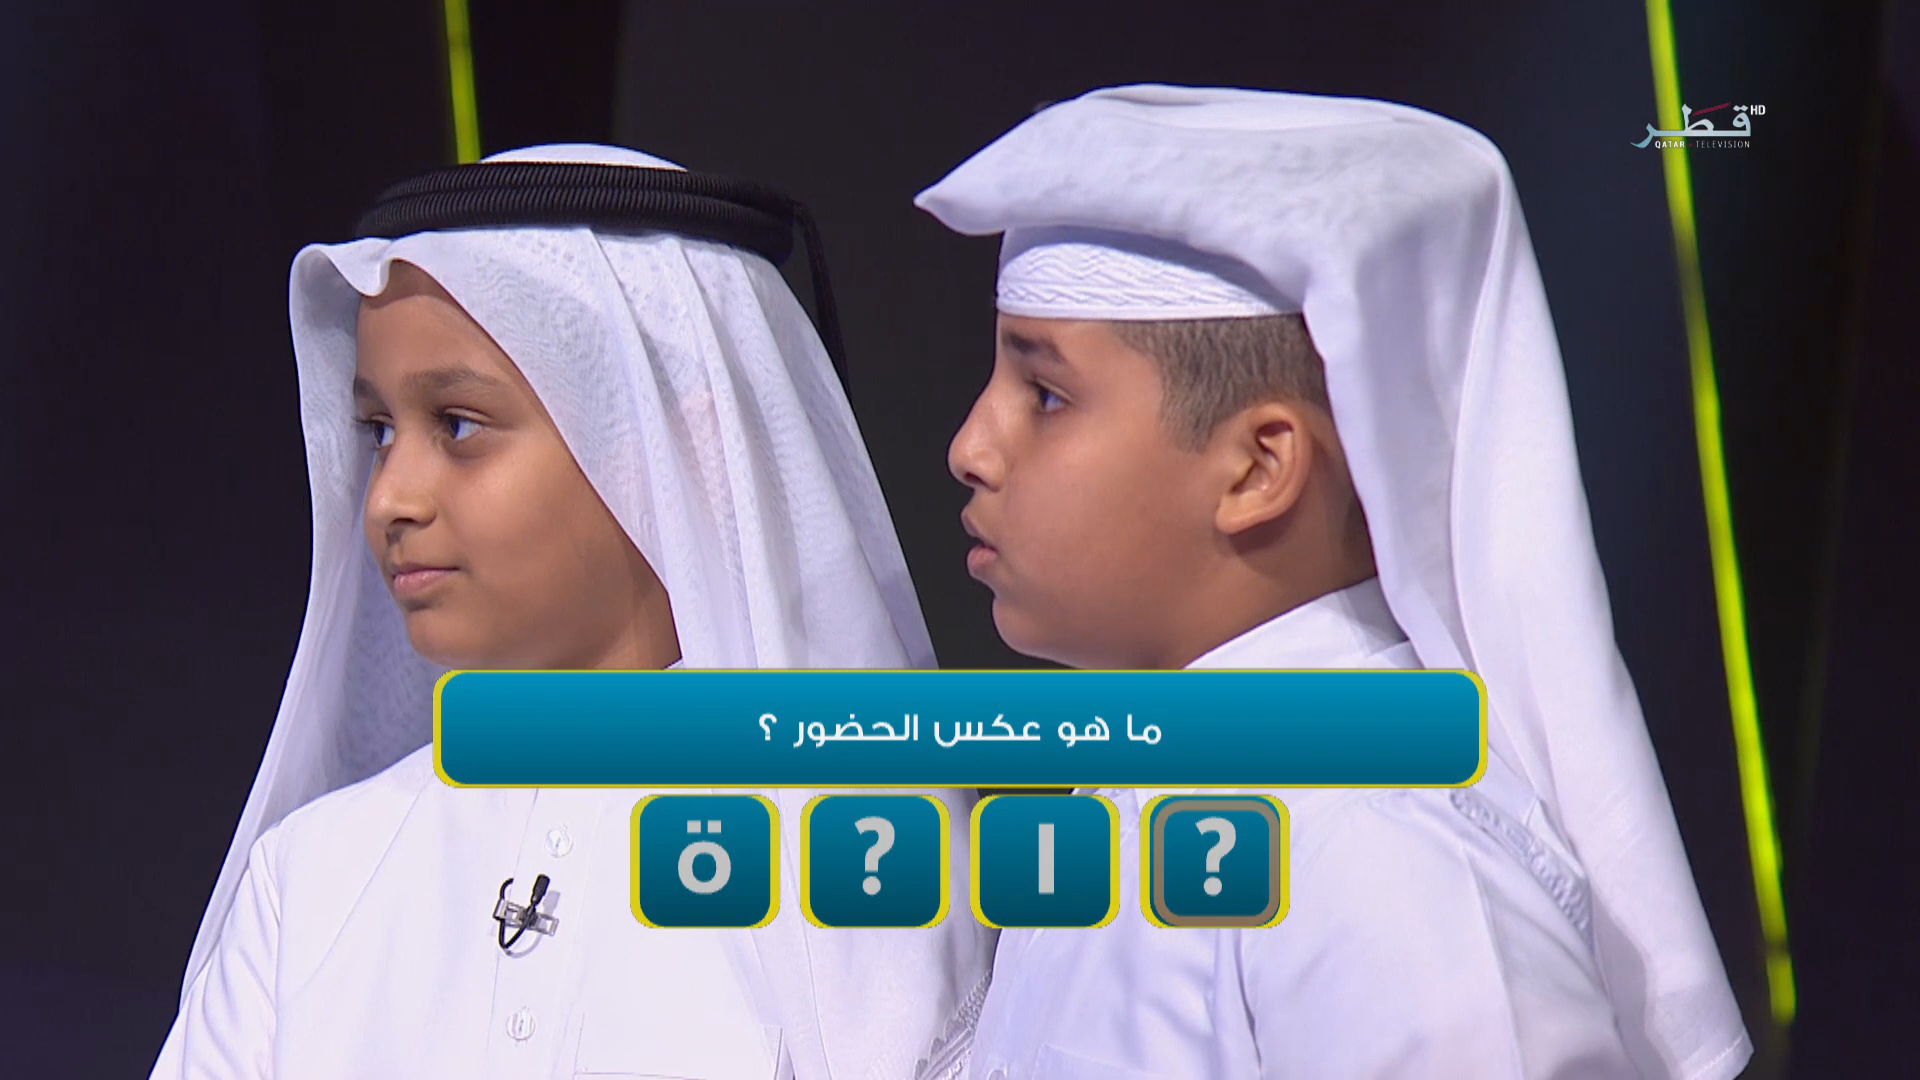 قطر HD
QATAR TELEVISION
ما هو عكس الحضور ؟
? ا ? ة